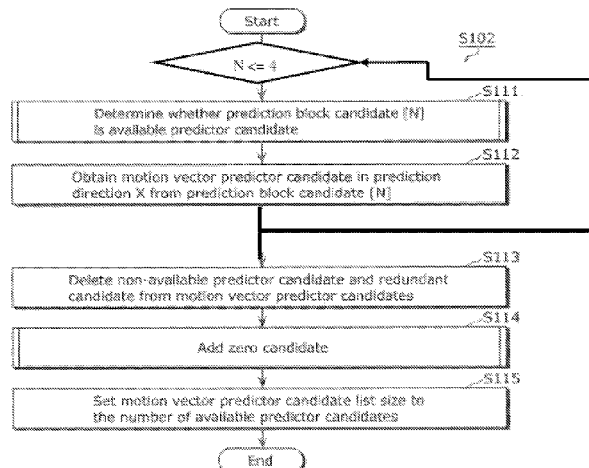 Start
S102
N <= 4
S111
Determine whether prediction block candidate [N]
is available predictor candidate
S112
Obtain motion vector predictor candidate in prediction
direction X from prediction block candidate [N]
S113
Delete non-available predictor candidate and redundant
candidate from motion vector predictor candidates
S114
Add zero candidate
S115
Set motion vector predictor candidate list size to
the number of available predictor candidates
End